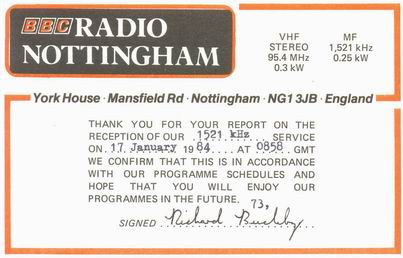 BBC RADIO
NOTTINGHAM
VHF
STEREO
95.4 MHz
0.3 kW
MF
1,521 kHz
0.25 kW
York House · Mansfield Rd · Nottingham · NG1 3JB · England
THANK YOU FOR YOUR REPORT ON THE
RECEPTION OF OUR 1521 kHz SERVICE
ON 17 January 1984 AT 0858 GMT
WE CONFIRM THAT THIS IS IN ACCORDANCE
WITH OUR PROGRAMME SCHEDULES AND
HOPE THAT YOU WILL ENJOY OUR
PROGRAMMES IN THE FUTURE. 73,
SIGNED Richard